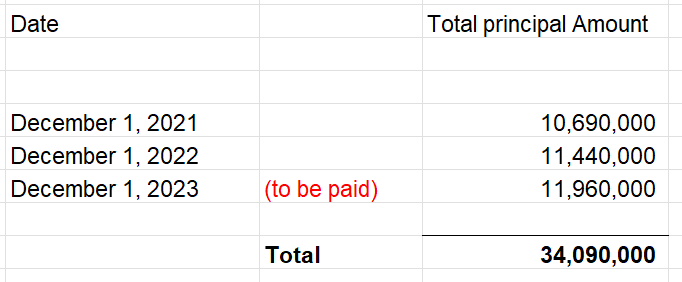 Date Total principal Amount
December 1, 2021 10,690,000
December 1, 2022 11,440,000
December 1, 2023 (to be paid) 11,960,000
Total 34,090,000